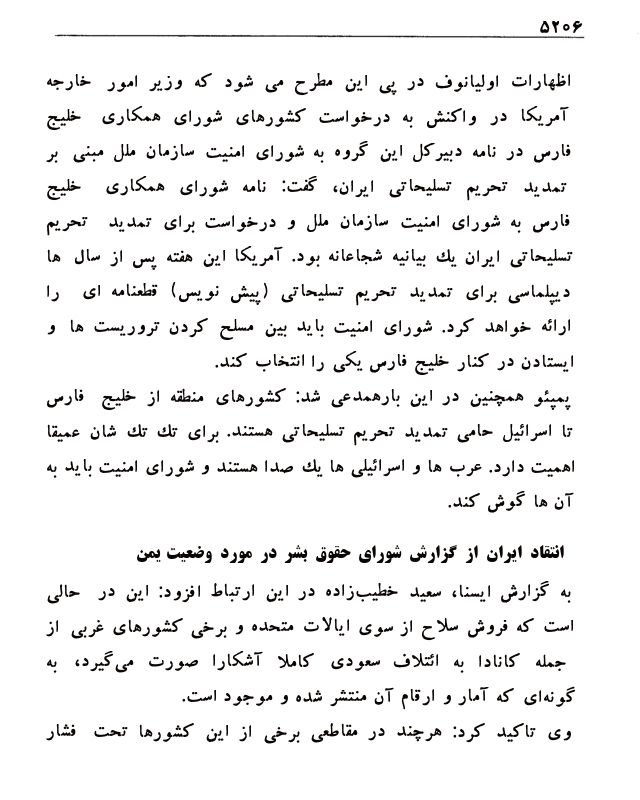 ۵۲۰۶
اظهارات اولیانوف در پی این مطرح می شود که وزیر امور خارجه
آمریکا در واکنش به درخواست کشورهای شورای همکاری خلیج
فارس در نامه دبیرکل این گروه به شورای امنیت سازمان ملل مبنی بر
تمدید تحریم تسلیحاتی ایران، گفت: نامه شورای همکاری خلیج
فارس به شورای امنیت سازمان ملل و درخواست برای تمدید تحریم
تسلیحاتی ایران یك بیانیه شجاعانه بود. آمریکا این هفته پس از سال ها
دیپلماسی برای تمدید تحریم تسلیحاتی (پیش نویس) قطعنامه ای را
ارائه خواهد کرد. شورای امنیت باید بین مسلح کردن تروریست ها و
ایستادن در کنار خلیج فارس یکی را انتخاب کند.
پمپئو همچنین در این بارهمدعی شد: کشورهای منطقه از خلیج فارس
تا اسرائیل حامی تمدید تحریم تسلیحاتی هستند. برای تك تك شان عمیقا
اهمیت دارد. عرب ها و اسرائیلی ها یك صدا هستند و شورای امنیت باید به
آن ها گوش کند.
انتقاد ایران از گزارش شورای حقوق بشر در مورد وضعیت یمن
به گزارش ایسنا، سعید خطیب‌زاده در این ارتباط افزود: این در حالی
است که فروش سلاح از سوی ایالات متحده و برخی کشورهای غربی از
جمله کانادا به ائتلاف سعودی کاملا آشکارا صورت می‌گیرد، به
گونه‌ای که آمار و ارقام آن منتشر شده و موجود است.
وی تاکید کرد: هرچند در مقاطعی برخی از این کشورها تحت فشار